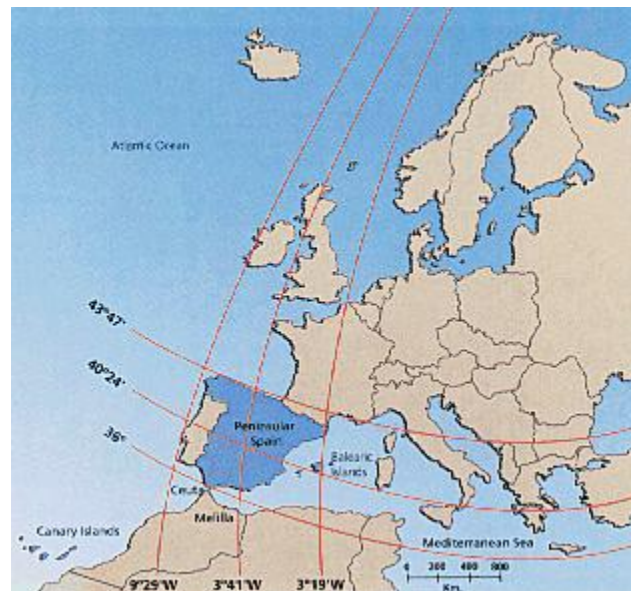 Atlantic Ocean
43°47'
40°24'
36°
Peninsular
Spain
Balearic
Islands
Ceuta
Melilla
Canary Islands
Mediterranean Sea
9°29'W
3°41'W
3°19'W
0 200 400 800
Km.